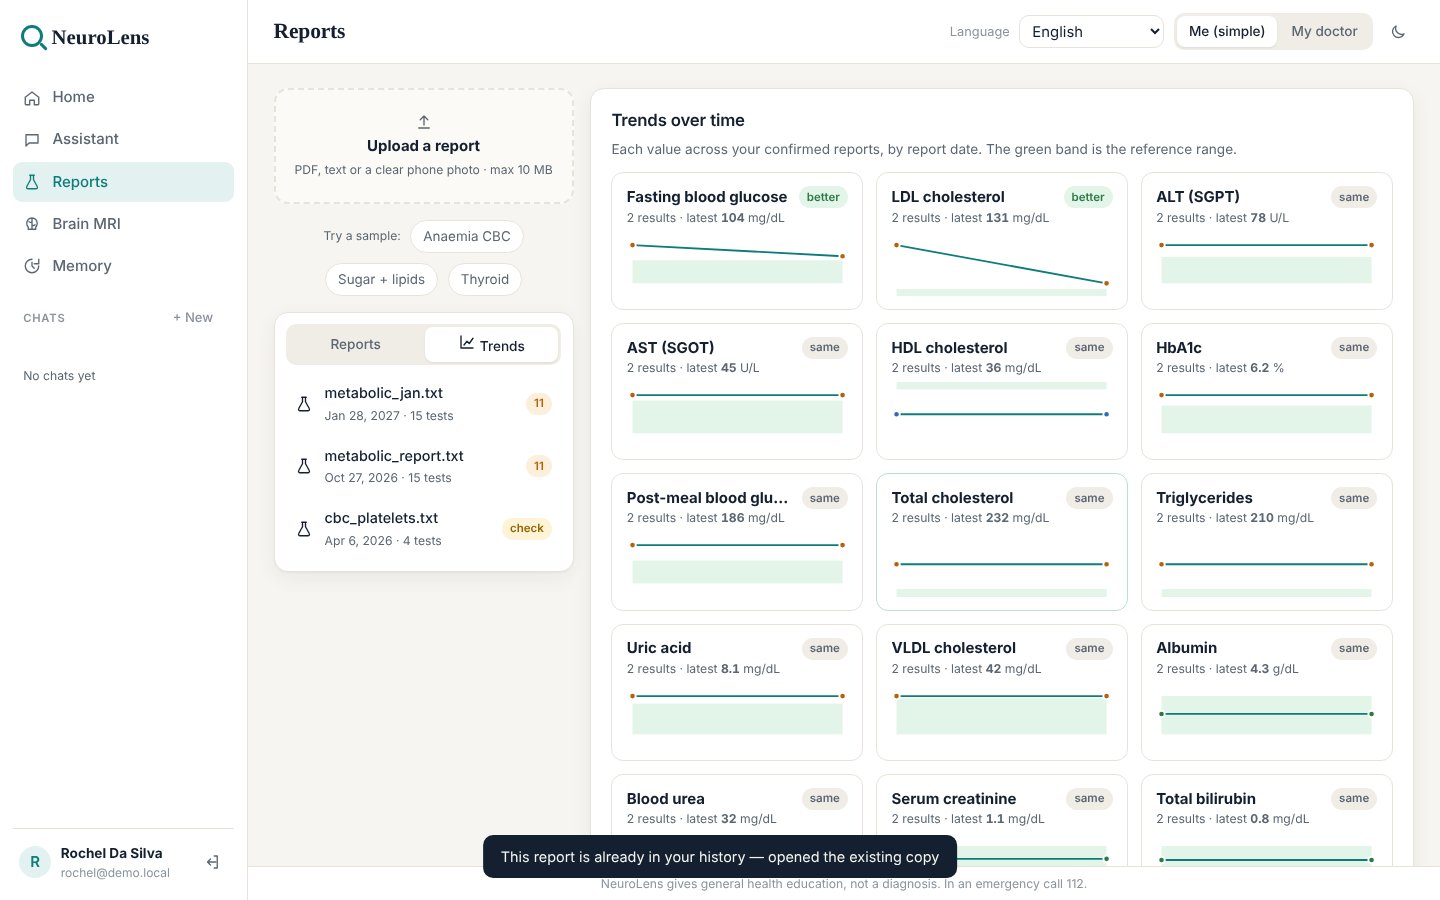 NeuroLens
Home
Assistant
Reports
Brain MRI
Memory
CHATS
+ New
No chats yet
R
Rochel Da Silva
rochel@demo.local
Reports
Language
English
Me (simple)
My doctor
Upload a report
PDF, text or a clear phone photo · max 10 MB
Try a sample:
Anaemia CBC
Sugar + lipids
Thyroid
Reports
Trends
metabolic_jan.txt
Jan 28, 2027 · 15 tests
11
metabolic_report.txt
Oct 27, 2026 · 15 tests
11
cbc_platelets.txt
Apr 6, 2026 · 4 tests
check
Trends over time
Each value across your confirmed reports, by report date. The green band is the reference range.
Fasting blood glucose
better
2 results · latest 104 mg/dL
LDL cholesterol
better
2 results · latest 131 mg/dL
ALT (SGPT)
same
2 results · latest 78 U/L
AST (SGOT)
same
2 results · latest 45 U/L
HDL cholesterol
same
2 results · latest 36 mg/dL
HbA1c
same
2 results · latest 6.2 %
Post-meal blood glu...
same
2 results · latest 186 mg/dL
Total cholesterol
same
2 results · latest 232 mg/dL
Triglycerides
same
2 results · latest 210 mg/dL
Uric acid
same
2 results · latest 8.1 mg/dL
VLDL cholesterol
same
2 results · latest 42 mg/dL
Albumin
same
2 results · latest 4.3 g/dL
Blood urea
same
2 results · latest 32 mg/dL
Serum creatinine
same
2 results · latest 1.1 mg/dL
Total bilirubin
same
2 results · latest 0.8 mg/dL
This report is already in your history — opened the existing copy
NeuroLens gives general health education, not a diagnosis. In an emergency call 112.